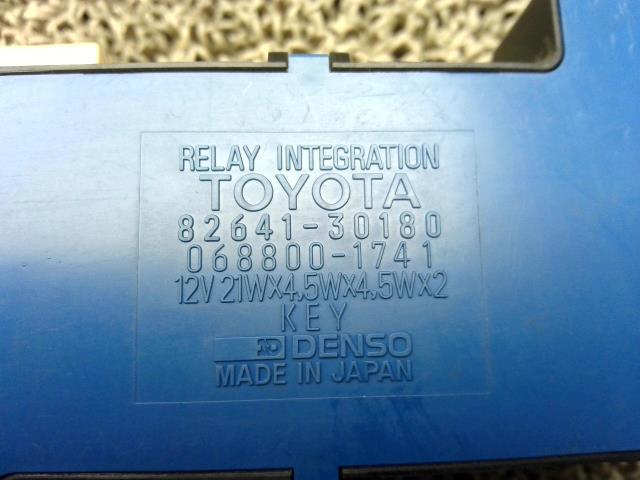 RELAY INTEGRATION
TOYOTA
82641-30180
068800-1741
12V 21W×4,5W×4,5W×2
KEY
ND DENSO
MADE IN JAPAN